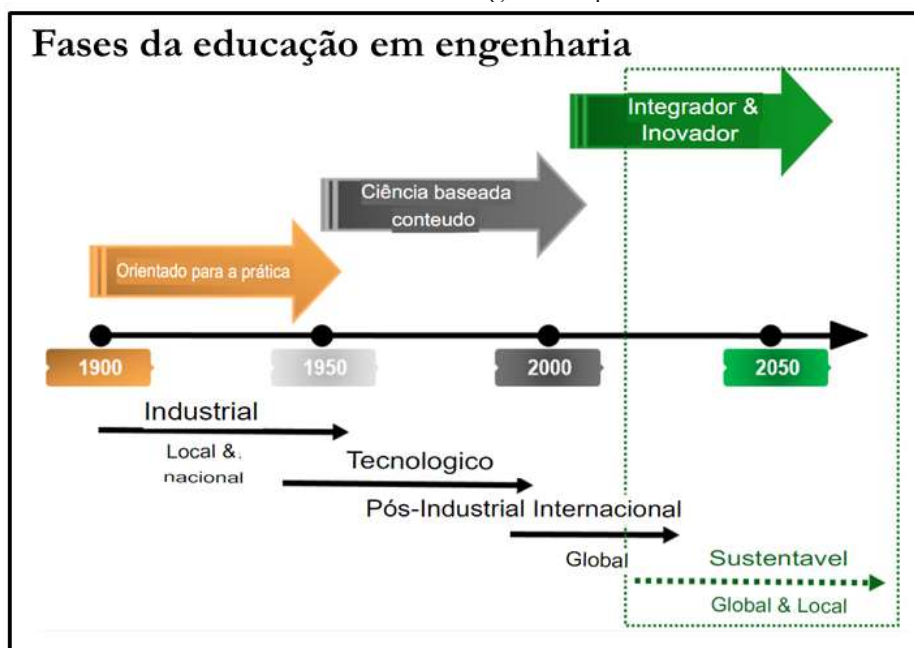 Fases da educação em engenharia
Integrador &
Inovador
Ciência baseada
conteudo
Orientado para a prática
1900
1950
2000
2050
Industrial
Local &
nacional
Tecnologico
Pós-Industrial Internacional
Global
Sustentavel
Global & Local